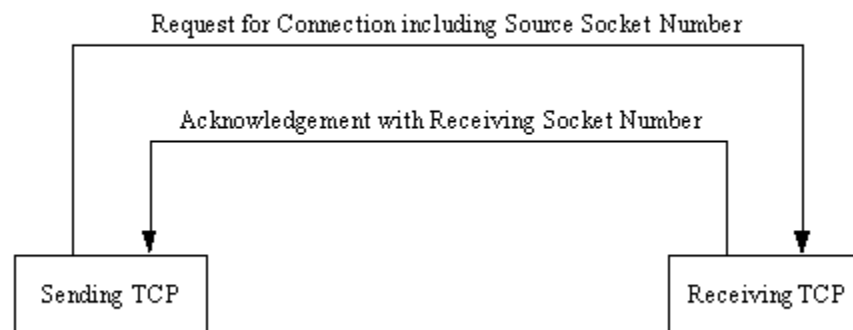 Request for Connection including Source Socket Number
Acknowledgement with Receiving Socket Number
Sending TCP
Receiving TCP